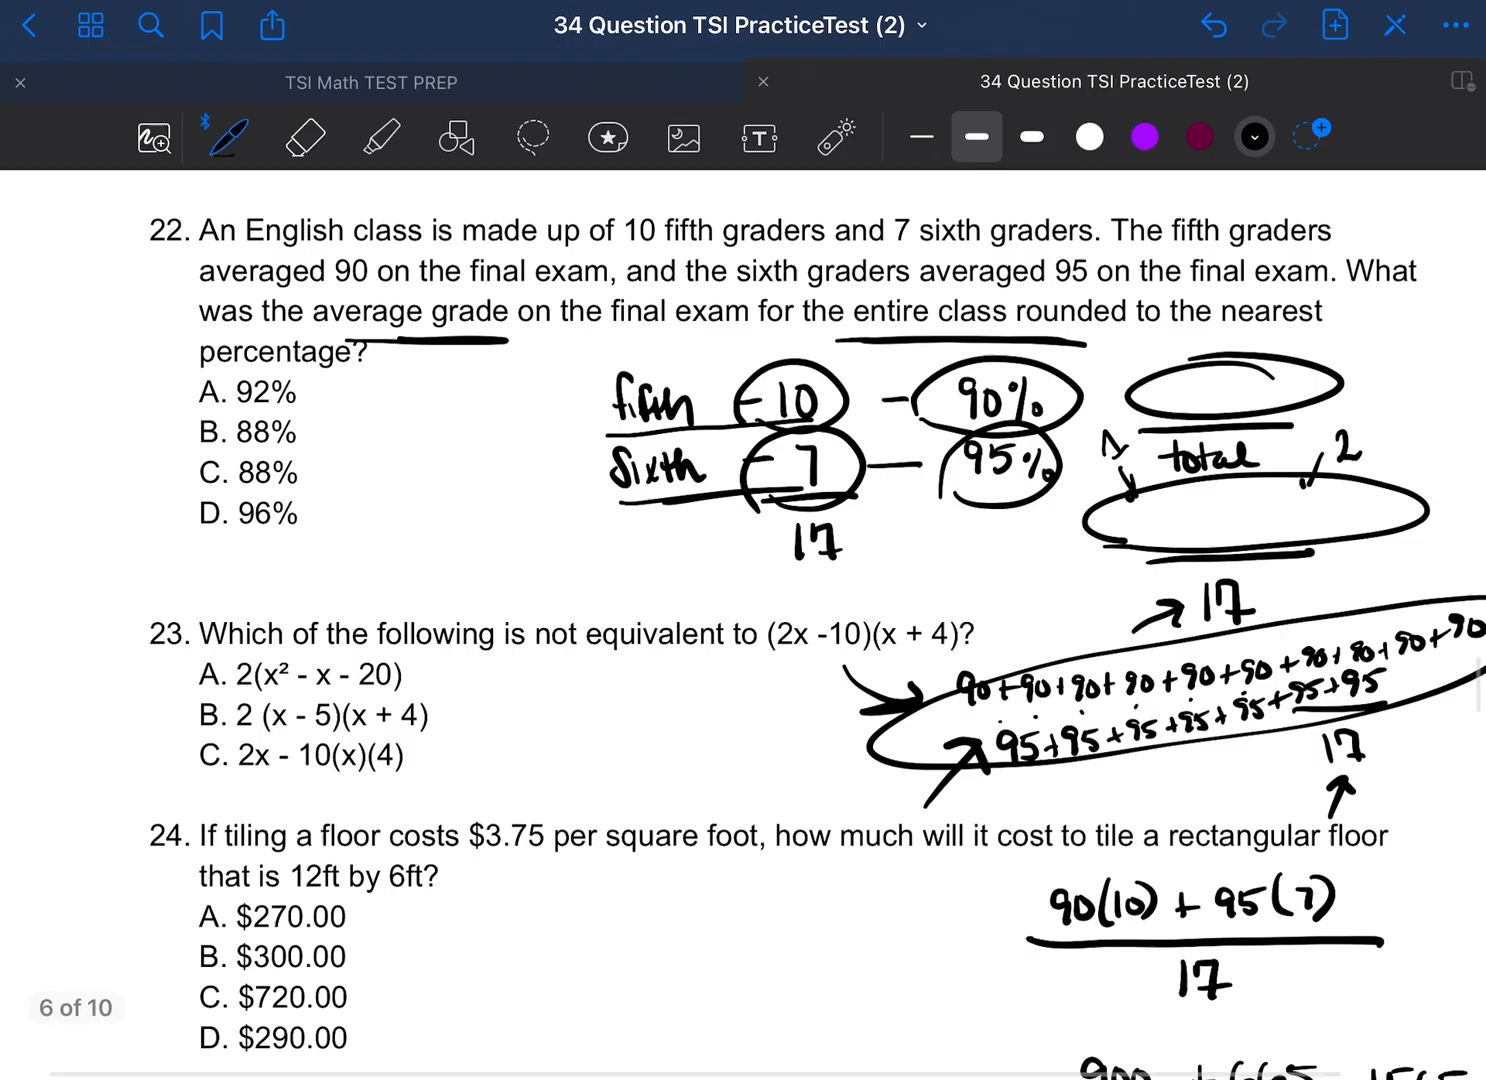 34 Question TSI PracticeTest (2)
TSI Math TEST PREP
34 Question TSI PracticeTest (2)
22. An English class is made up of 10 fifth graders and 7 sixth graders. The fifth graders
averaged 90 on the final exam, and the sixth graders averaged 95 on the final exam. What
was the average grade on the final exam for the entire class rounded to the nearest
percentage?
A. 92%
B. 88%
C. 88%
D. 96%
fifth - 10 - 90%
Sixth - 7 - 95%
17
total
1 2
17
90+90+90+90+90+90+90+90+90+90
95+95+95+95+95+95+95
17
23. Which of the following is not equivalent to (2x -10)(x + 4)?
A. 2(x² - x - 20)
B. 2 (x - 5)(x + 4)
C. 2x - 10(x)(4)
24. If tiling a floor costs $3.75 per square foot, how much will it cost to tile a rectangular floor
that is 12ft by 6ft?
A. $270.00
B. $300.00
C. $720.00
D. $290.00
90(10) + 95(7)
17
6 of 10